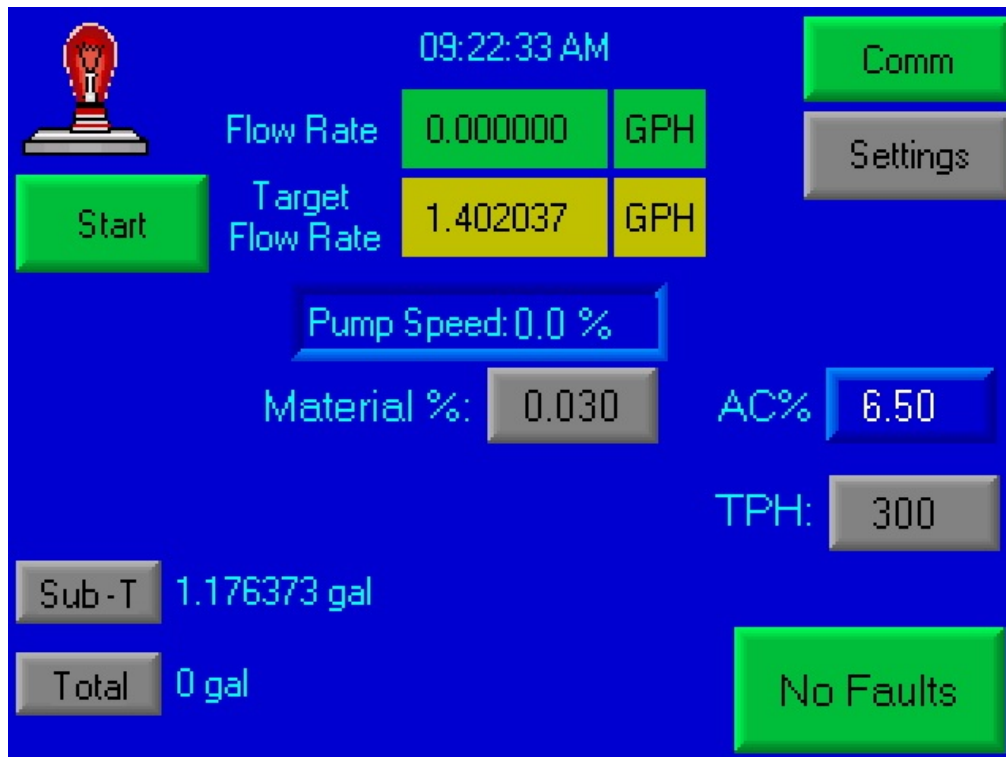 09:22:33 AM
Comm
Flow Rate 0.000000 GPH
Settings
Start
Target
Flow Rate 1.402037 GPH
Pump Speed: 0.0 %
Material %: 0.030 AC% 6.50
TPH: 300
Sub-T 1.176373 gal
Total 0 gal
No Faults